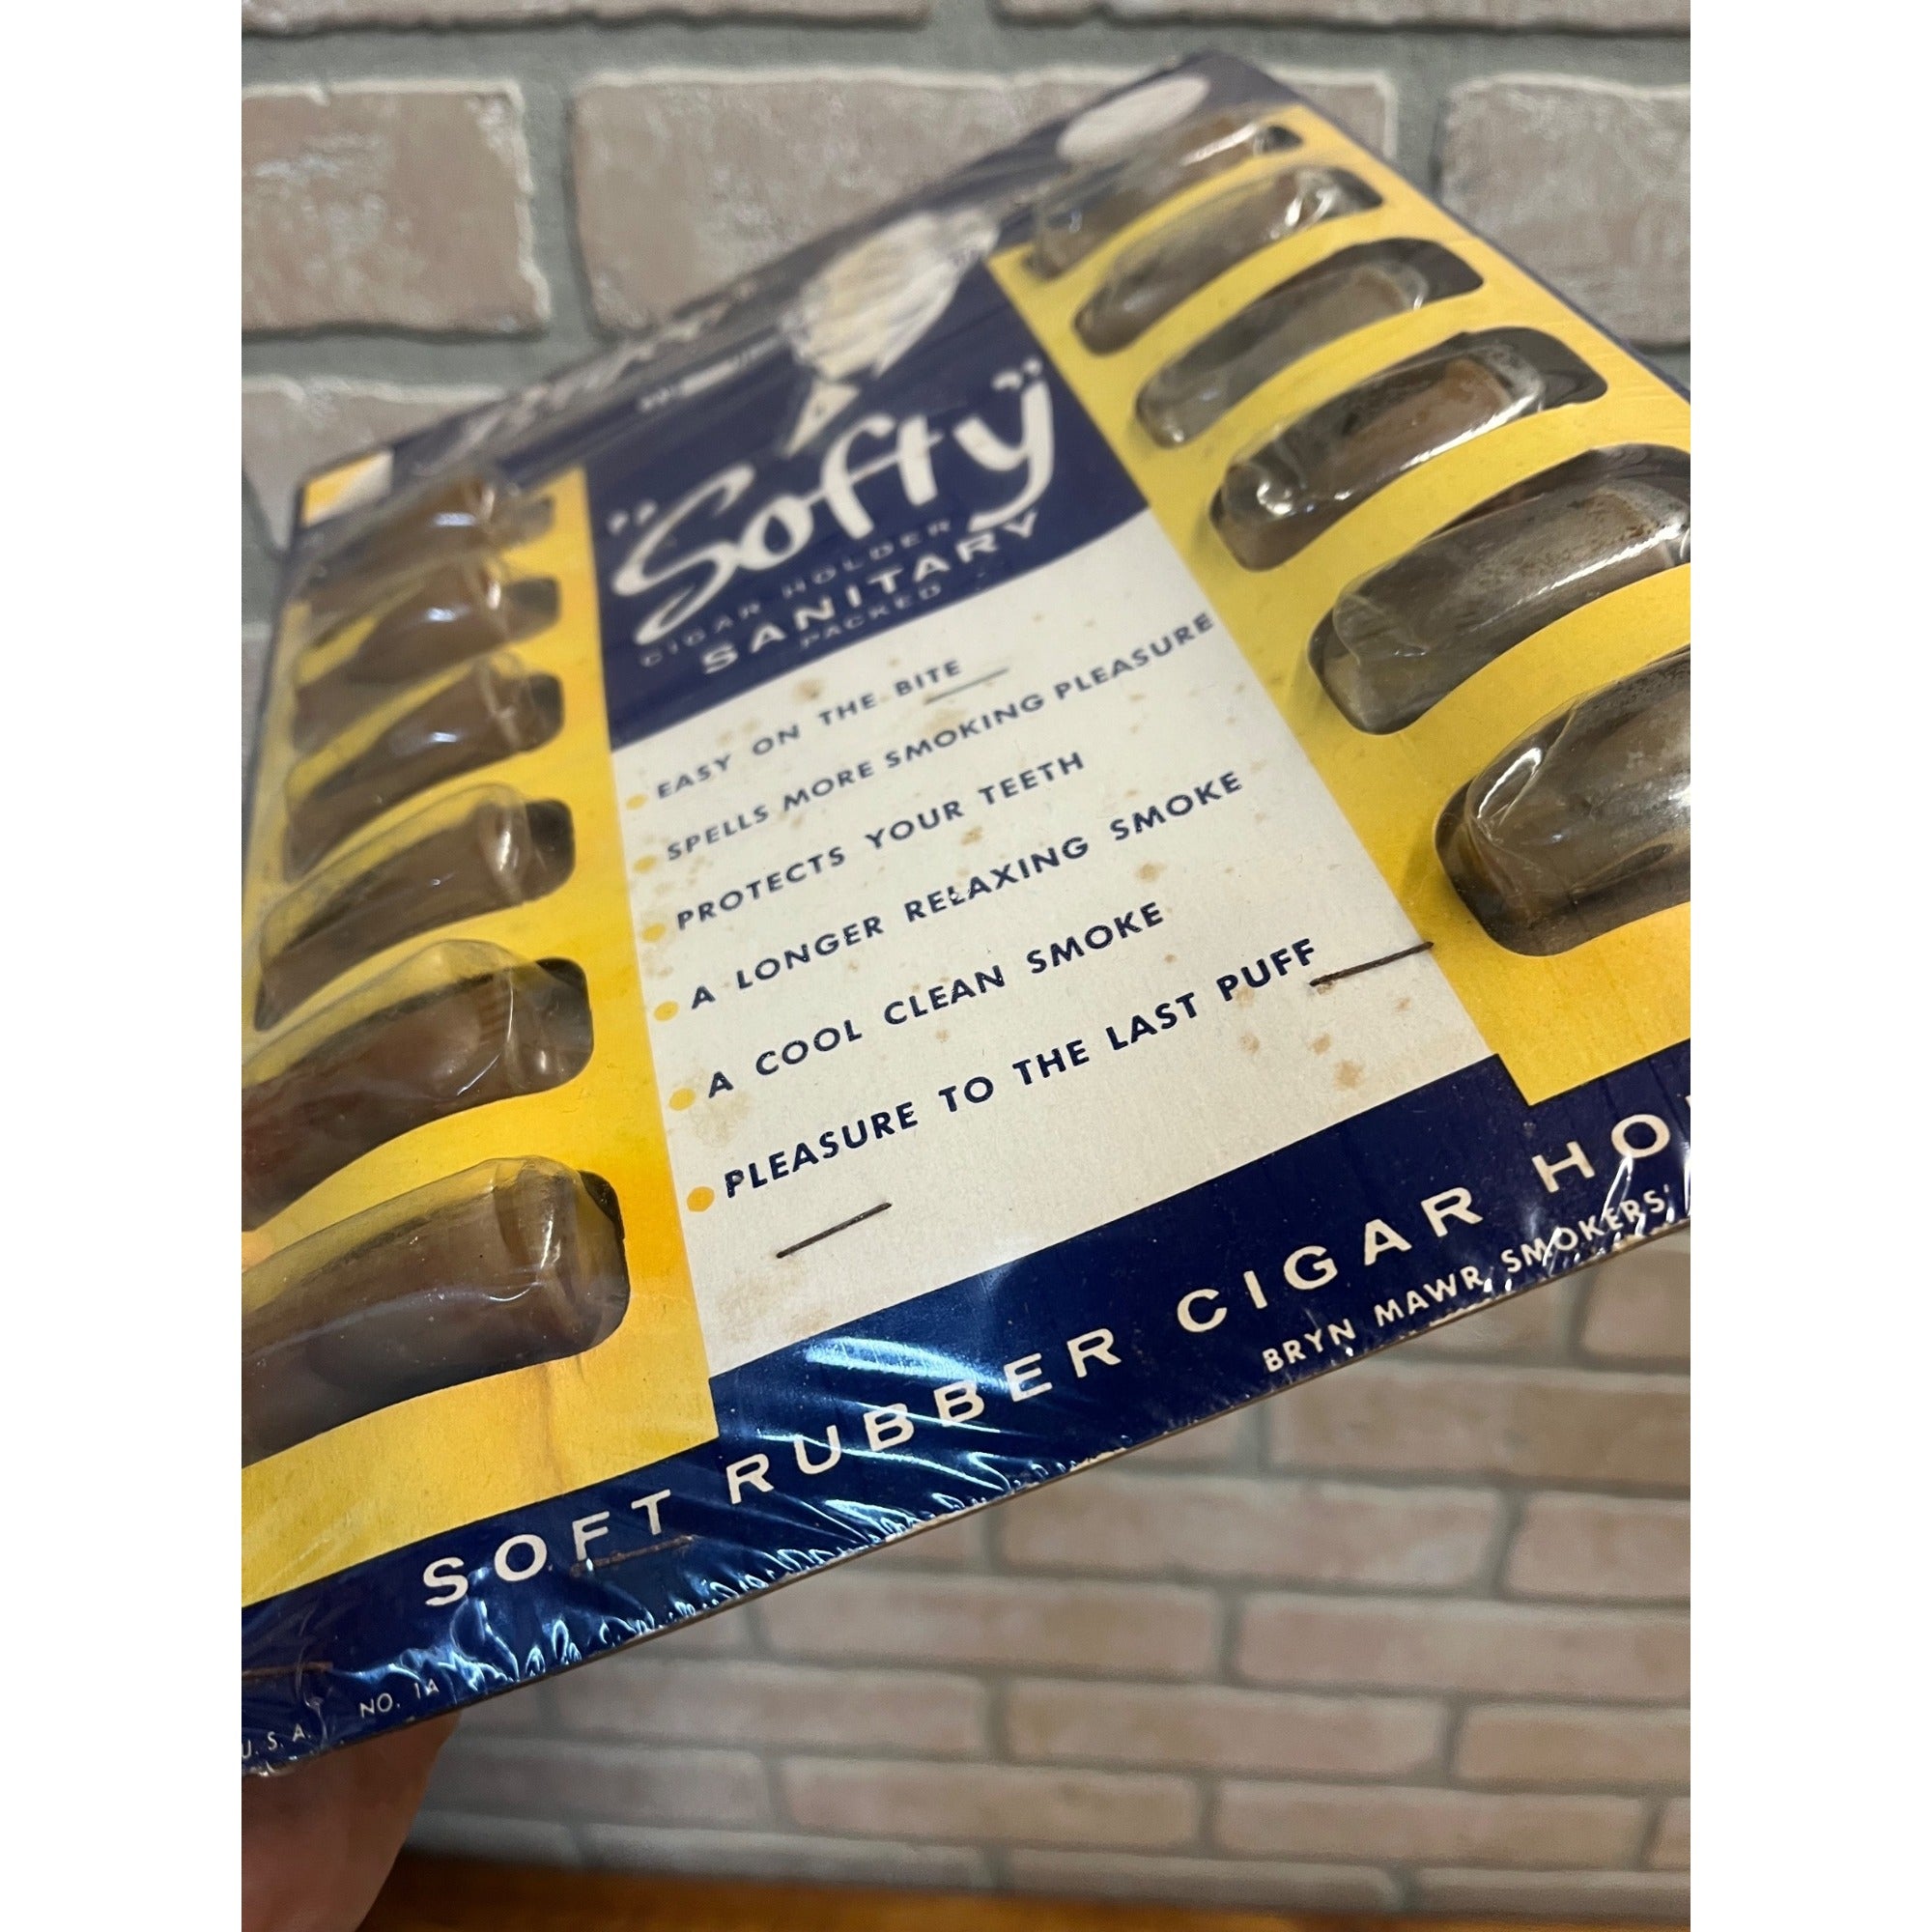 "Softy"
CIGAR HOLDER
SANITARY
PACKED
EASY ON THE BITE
SPELLS MORE SMOKING PLEASURE
PROTECTS YOUR TEETH
A LONGER RELAXING SMOKE
A COOL CLEAN SMOKE
PLEASURE TO THE LAST PUFF
SOFT RUBBER CIGAR HO
BRYN MAWR SMOKERS'
U.S.A. NO. 1A